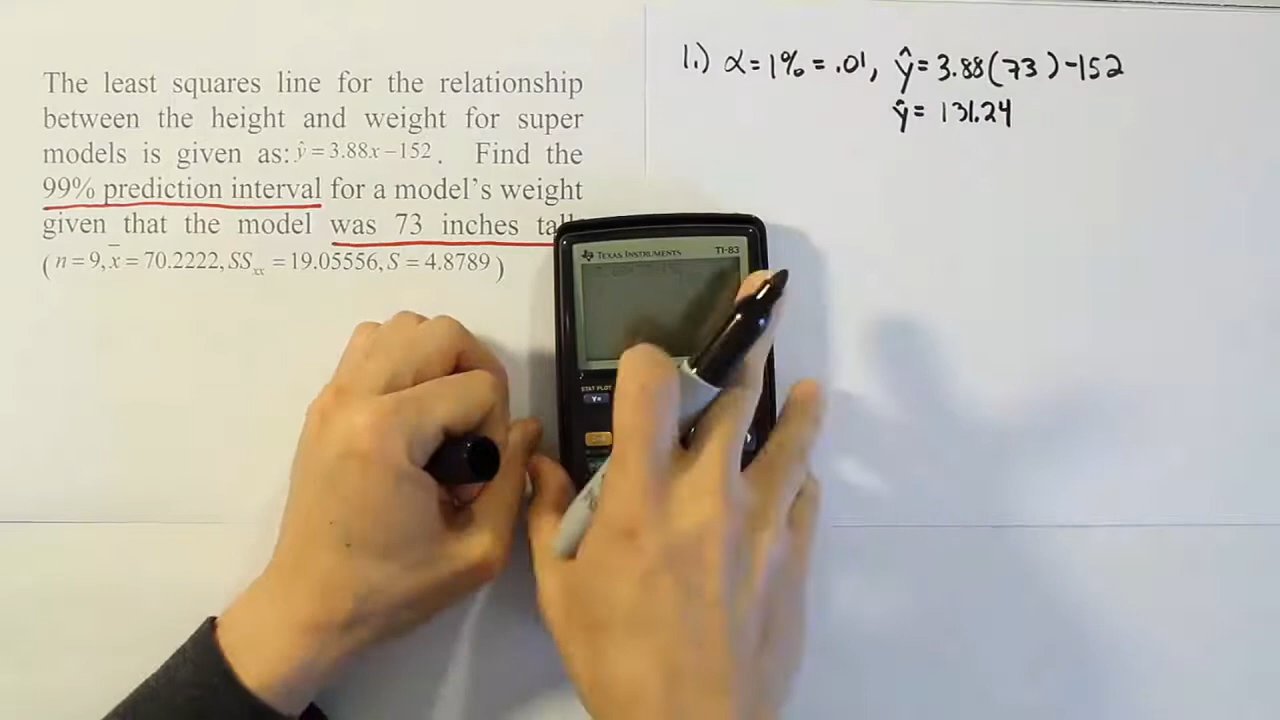 The least squares line for the relationship
between the height and weight for super
models is given as: ŷ = 3.88x − 152. Find the
99% prediction interval for a model's weight
given that the model was 73 inches
(n = 9, x̄ = 70.2222, SSxx = 19.05556, S = 4.8789)
1.) α = 1% = .01, ŷ = 3.88(73) - 152
ŷ = 131.24
TEXAS INSTRUMENTS TI-83
STAT PLOT
Y=